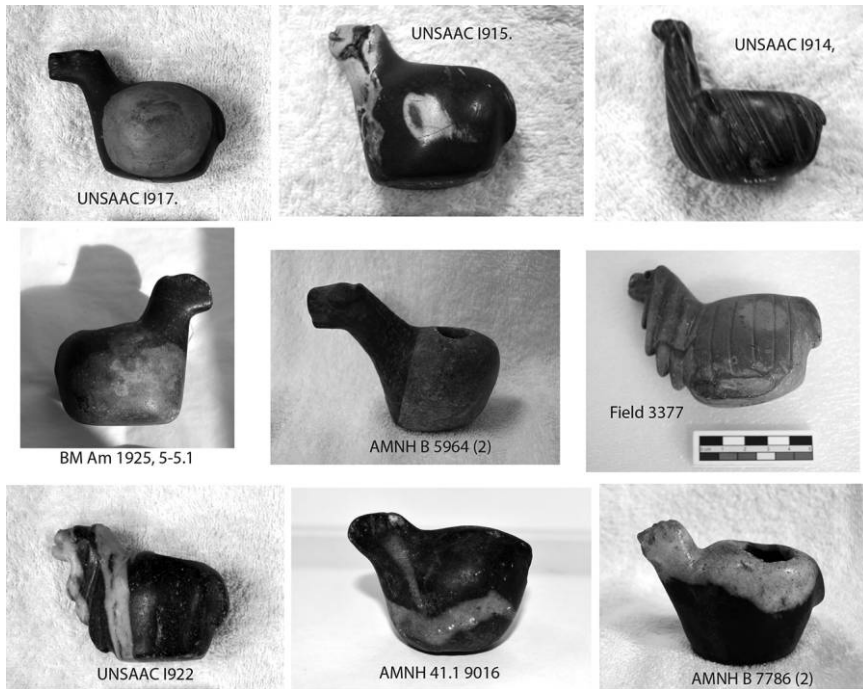 UNSAAC I917.
UNSAAC I915.
UNSAAC I914,
BM Am 1925, 5-5.1
AMNH B 5964 (2)
Field 3377
UNSAAC I922
AMNH 41.1 9016
AMNH B 7786 (2)